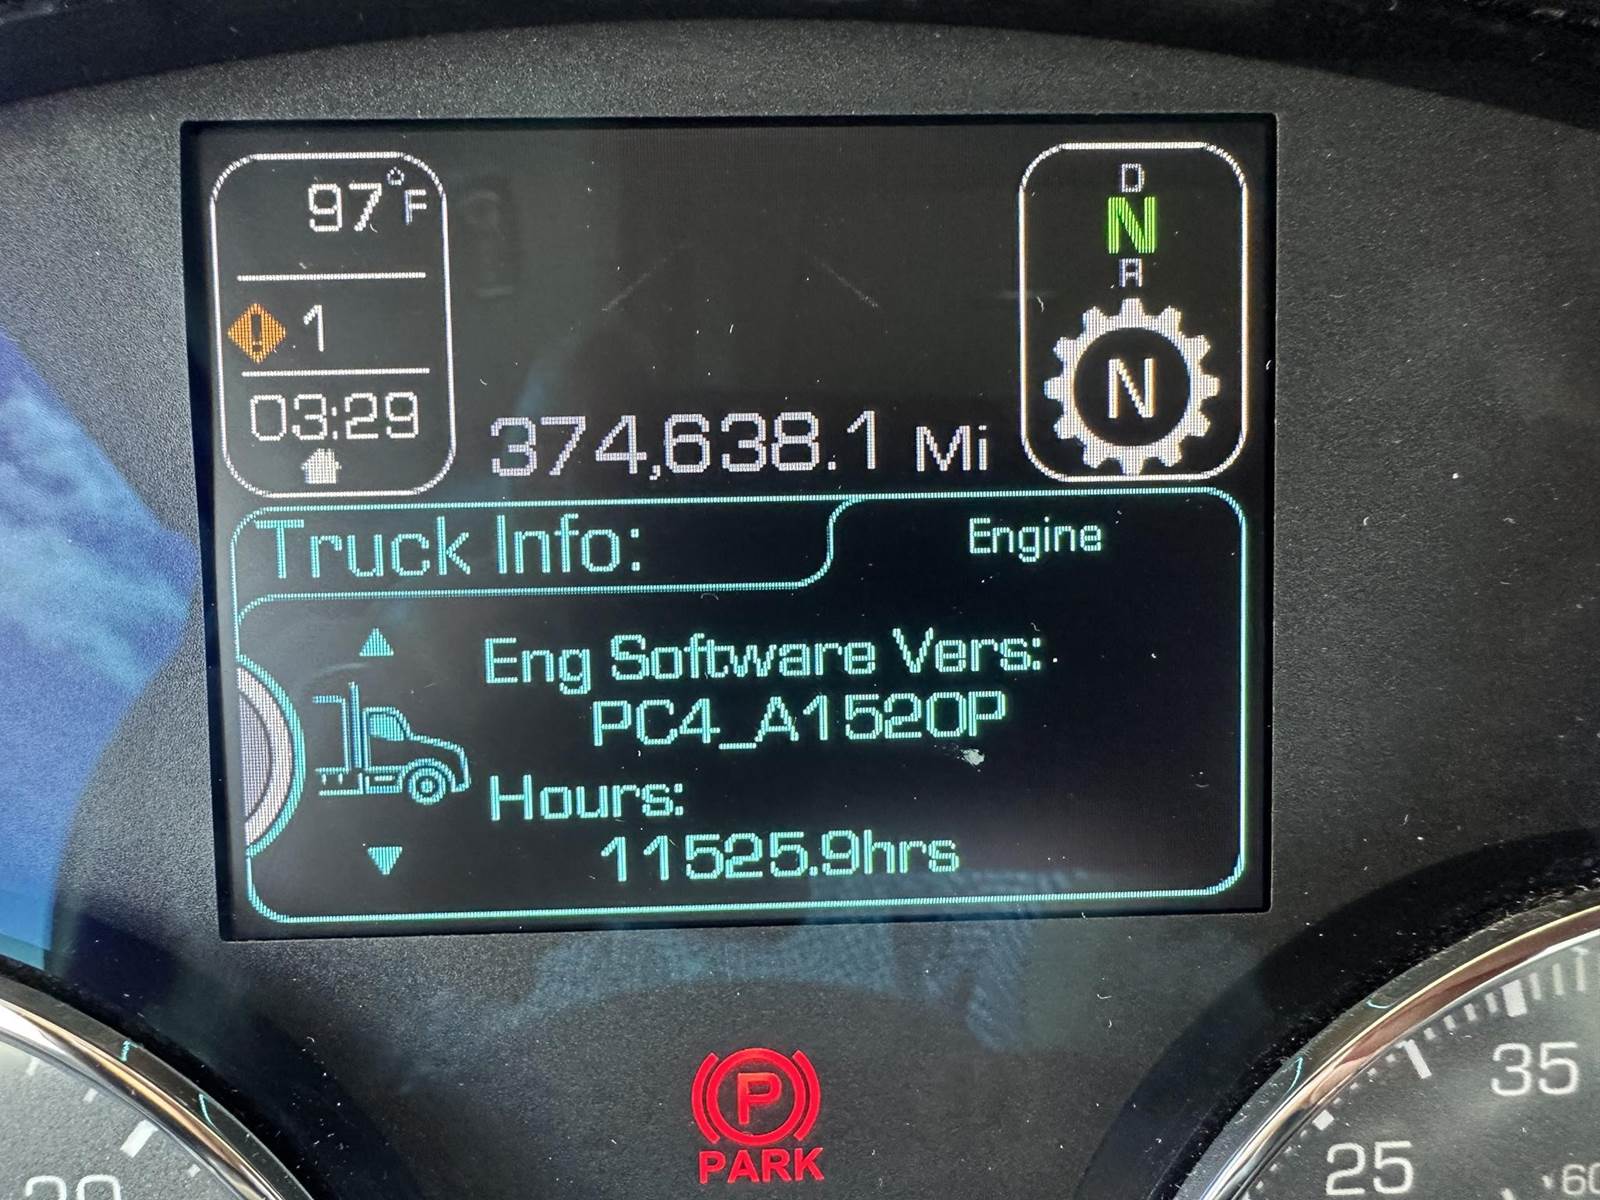 97°F
1
03:29
374,638.1 Mi
D
N
R
N
Truck Info:
Engine
Eng Software Vers:
PC4_A1520P
Hours:
11525.9hrs
P
PARK
35
25
60